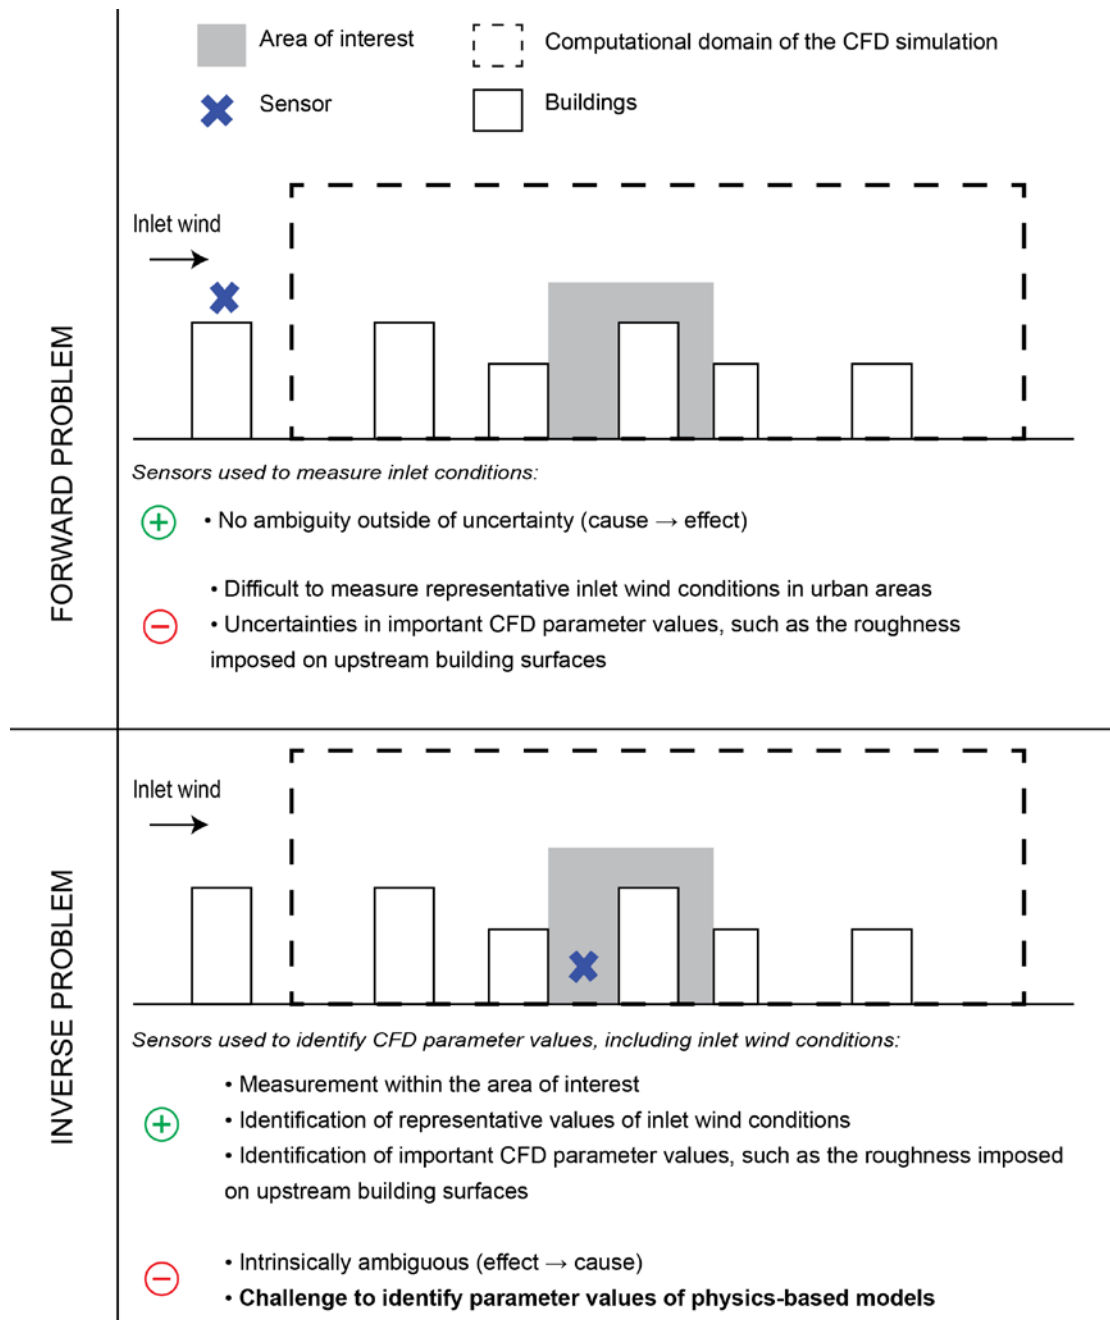 Area of interest
Computational domain of the CFD simulation
Sensor
Buildings
FORWARD PROBLEM
Inlet wind
Sensors used to measure inlet conditions:
• No ambiguity outside of uncertainty (cause → effect)
• Difficult to measure representative inlet wind conditions in urban areas
• Uncertainties in important CFD parameter values, such as the roughness
imposed on upstream building surfaces
INVERSE PROBLEM
Inlet wind
Sensors used to identify CFD parameter values, including inlet wind conditions:
• Measurement within the area of interest
• Identification of representative values of inlet wind conditions
• Identification of important CFD parameter values, such as the roughness imposed
on upstream building surfaces
• Intrinsically ambiguous (effect → cause)
• Challenge to identify parameter values of physics-based models